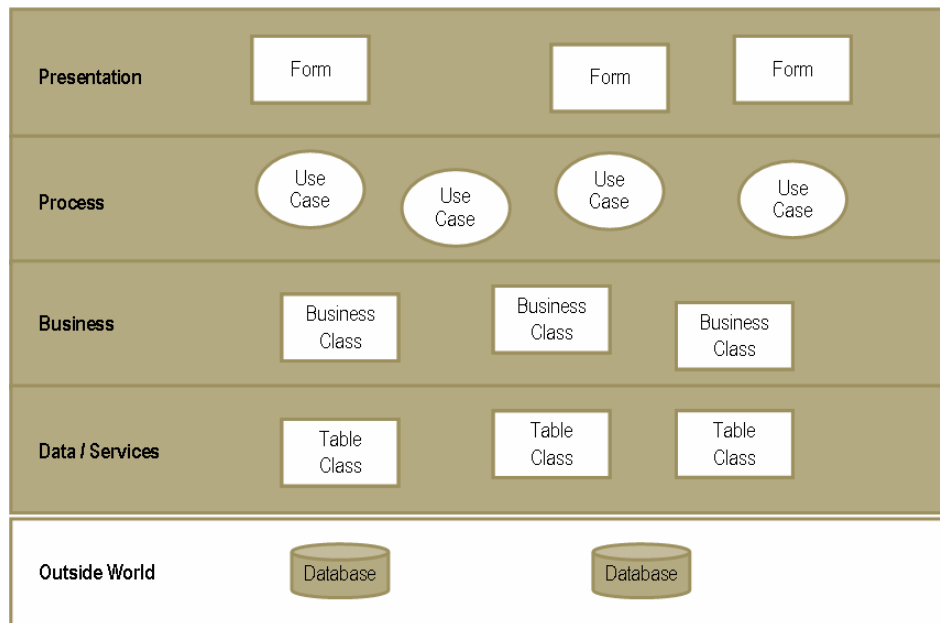 Presentation
Form
Form
Form
Process
Use
Case
Use
Case
Use
Case
Use
Case
Business
Business
Class
Business
Class
Business
Class
Data / Services
Table
Class
Table
Class
Table
Class
Outside World
Database
Database